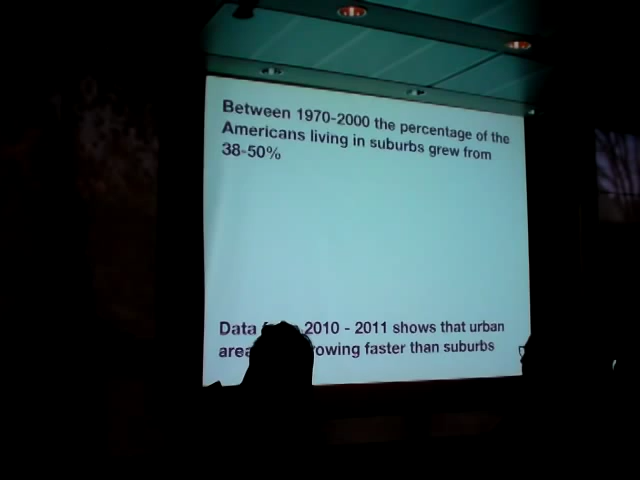 Between 1970-2000 the percentage of the
Americans living in suburbs grew from
38-50%
Data 2010 - 2011 shows that urban
faster than suburbs